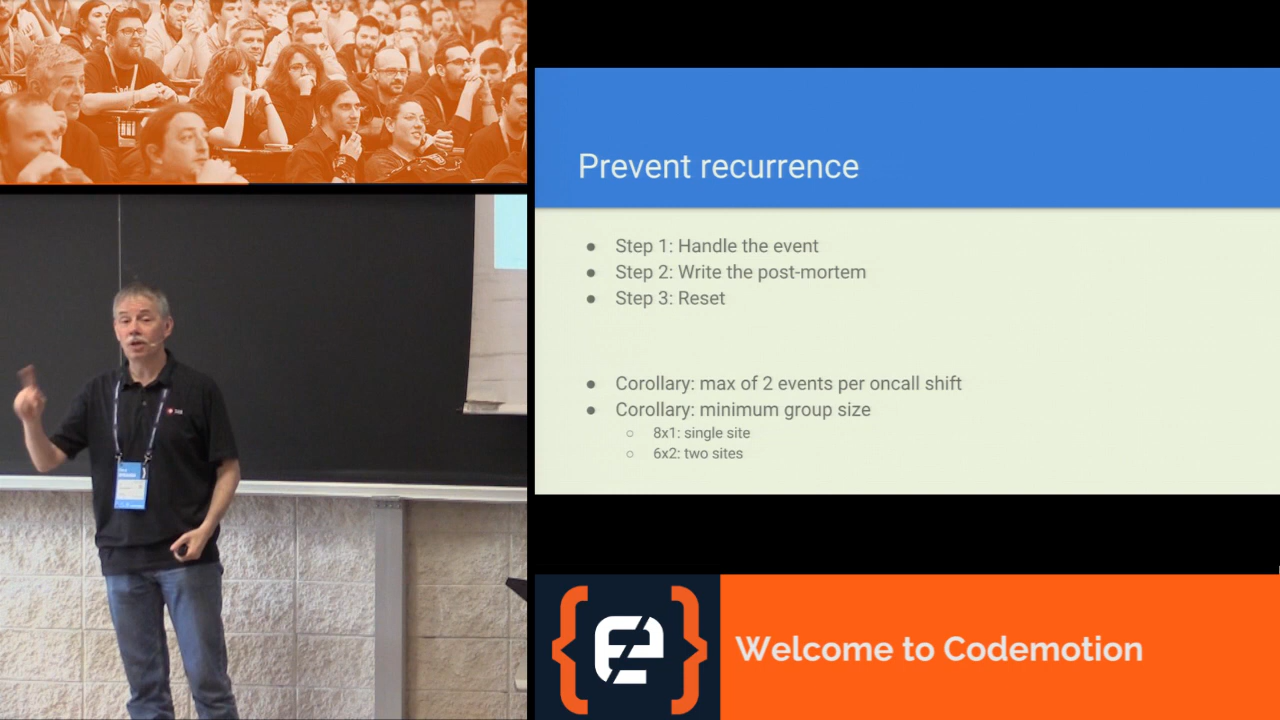 Prevent recurrence
● Step 1: Handle the event
● Step 2: Write the post-mortem
● Step 3: Reset
● Corollary: max of 2 events per oncall shift
● Corollary: minimum group size
○ 8x1: single site
○ 6x2: two sites
Welcome to Codemotion